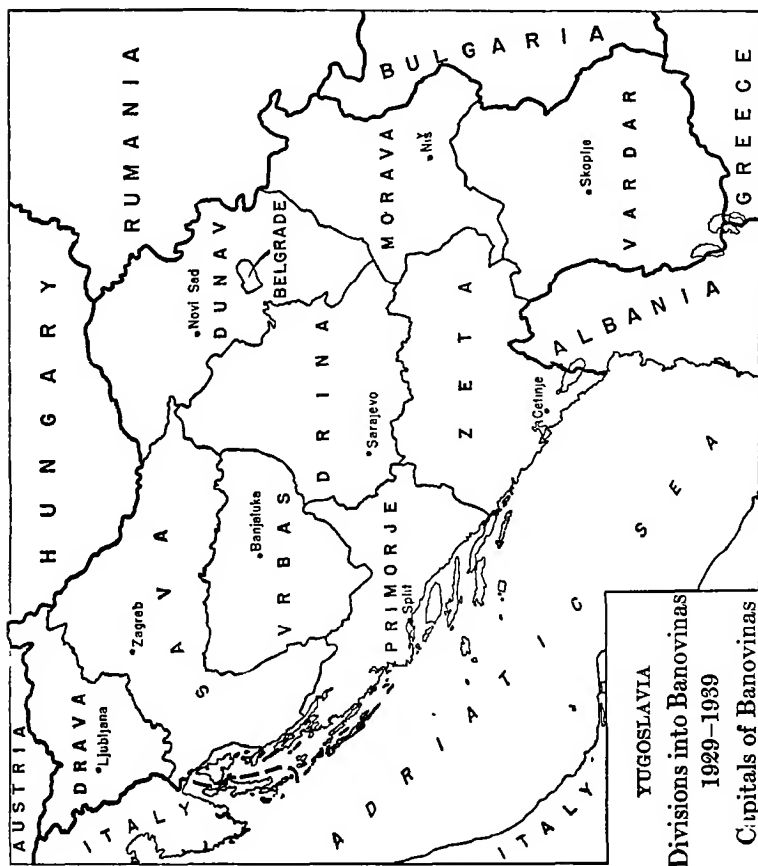 AUSTRIA
HUNGARY
RUMANIA
DRAVA
Ljubljana
ITALY
Zagreb
SAVA
Banjaluka
VRBAS
Novi Sad
DUNAV
BELGRADE
DRINA
Sarajevo
MORAVA
Niš
BULGARIA
PRIMORJE
Split
ZETA
Cetinje
Skoplje
VARDAR
ALBANIA
GREECE
ADRIATIC SEA
ITALY
YUGOSLAVIA
Divisions into Banovinas
1929–1939
Capitals of Banovinas